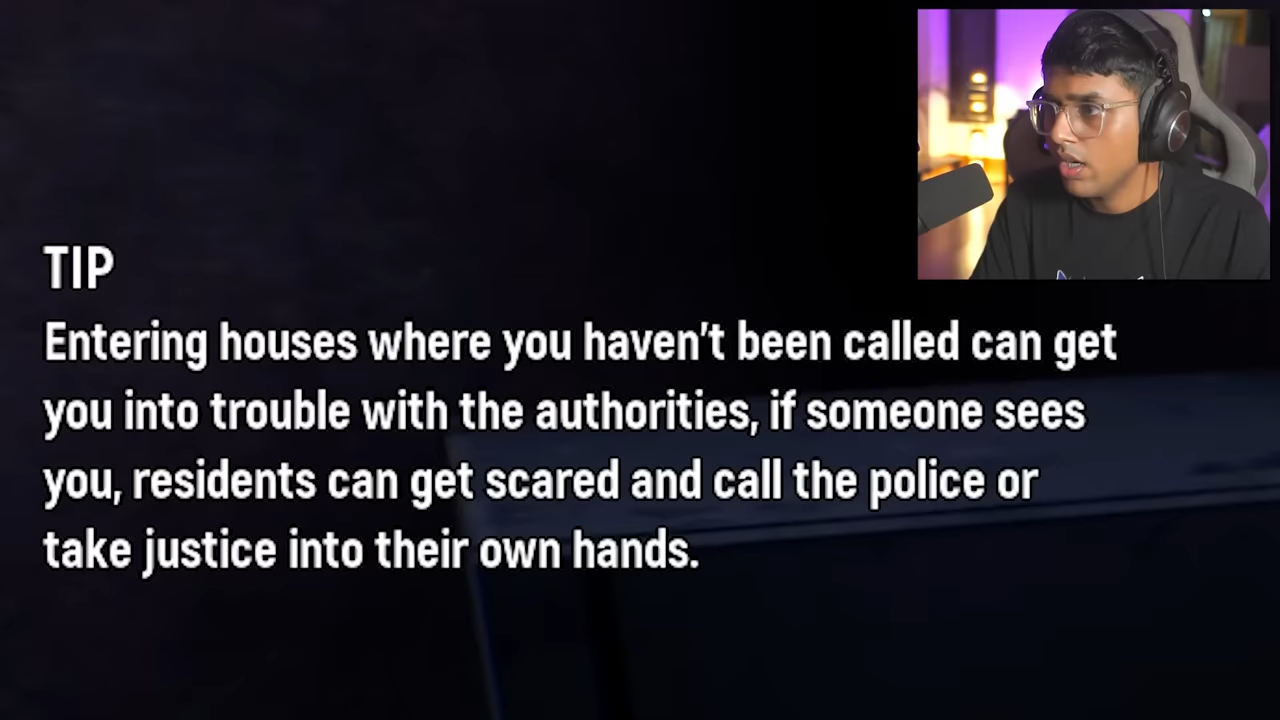 TIP
Entering houses where you haven't been called can get
you into trouble with the authorities, if someone sees
you, residents can get scared and call the police or
take justice into their own hands.